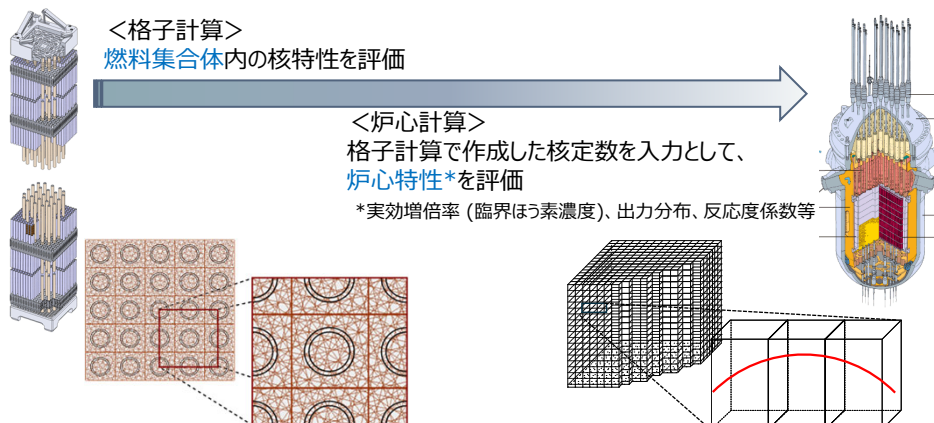 ＜格子計算＞
燃料集合体内の核特性を評価
＜炉心計算＞
格子計算で作成した核定数を入力として、
炉心特性*を評価
*実効増倍率 (臨界ほう素濃度)、出力分布、反応度係数等